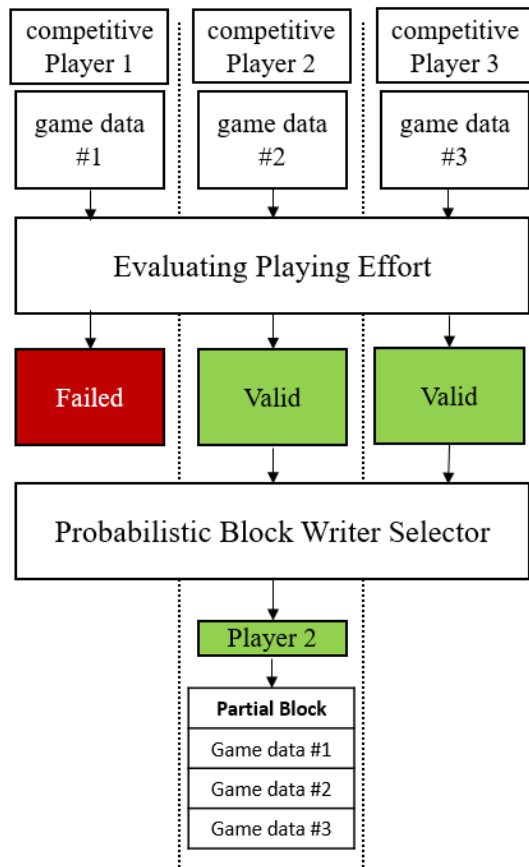 competitive
Player 1
competitive
Player 2
competitive
Player 3
game data
#1
game data
#2
game data
#3
Evaluating Playing Effort
Failed
Valid
Valid
Probabilistic Block Writer Selector
Player 2
Partial Block
Game data #1
Game data #2
Game data #3